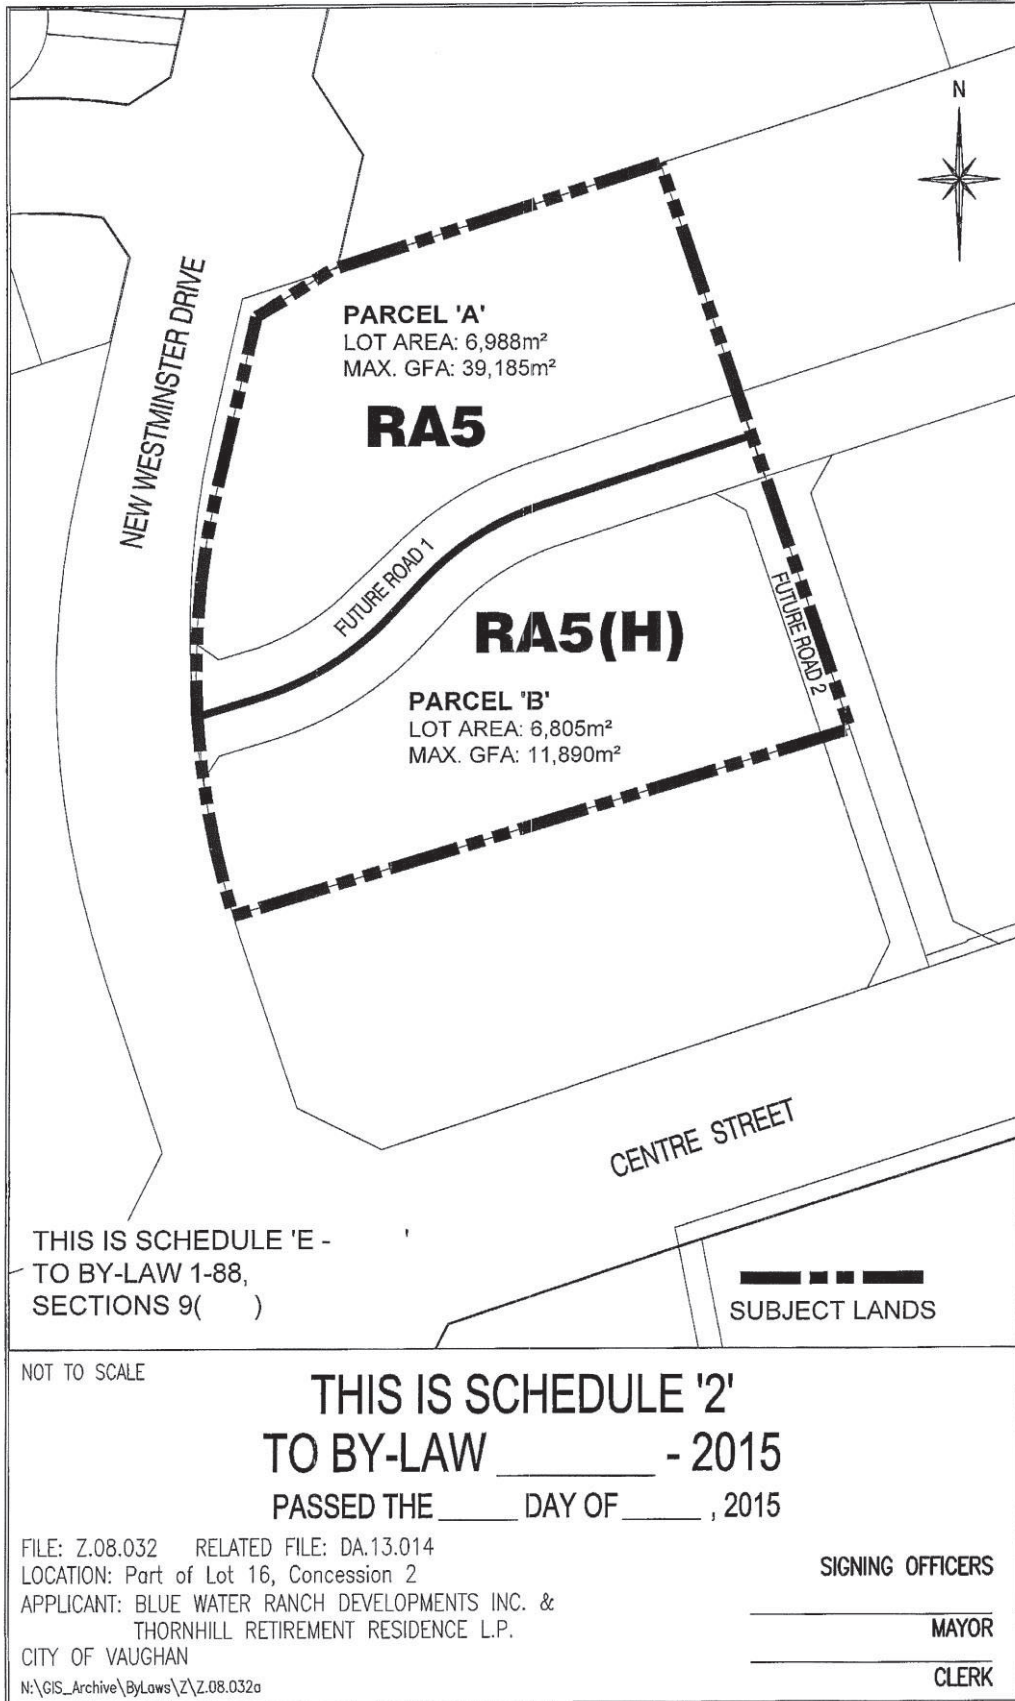 N
NEW WESTMINSTER DRIVE
PARCEL 'A'
LOT AREA: 6,988m²
MAX. GFA: 39,185m²
RA5
FUTURE ROAD 1
RA5(H)
FUTURE ROAD 2
PARCEL 'B'
LOT AREA: 6,805m²
MAX. GFA: 11,890m²
CENTRE STREET
THIS IS SCHEDULE 'E - '
TO BY-LAW 1-88,
SECTIONS 9( )
SUBJECT LANDS
NOT TO SCALE
THIS IS SCHEDULE '2'
TO BY-LAW ______ - 2015
PASSED THE _____ DAY OF _____ , 2015
FILE: Z.08.032 RELATED FILE: DA.13.014
LOCATION: Part of Lot 16, Concession 2
APPLICANT: BLUE WATER RANCH DEVELOPMENTS INC. &
THORNHILL RETIREMENT RESIDENCE L.P.
CITY OF VAUGHAN
N:\GIS_Archive\ByLaws\Z\Z.08.032a
SIGNING OFFICERS
MAYOR
CLERK